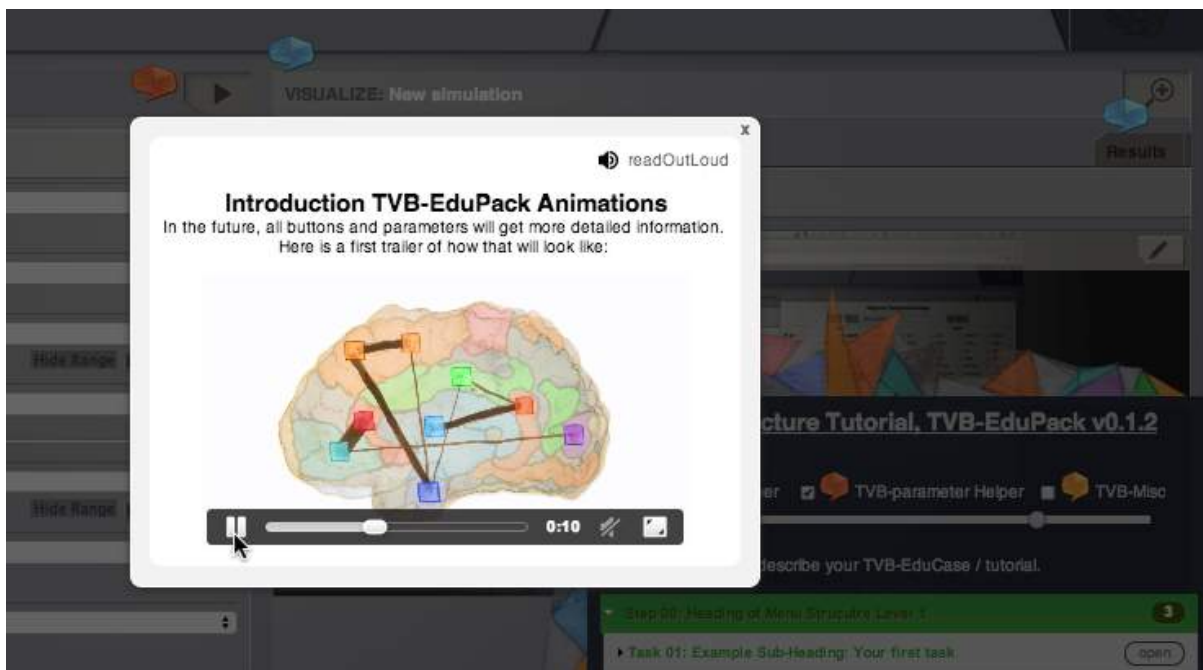 VISUALIZE: New simulation
x
Results
readOutLoud
Introduction TVB-EduPack Animations
In the future, all buttons and parameters will get more detailed information.
Here is a first trailer of how that will look like:
Hide Range
cture Tutorial, TVB-EduPack v0.1.2
er TVB-parameter Helper TVB-Misc
Hide Range
0:10
describe your TVB-EduCase / tutorial.
Step 00: Heading of Menu Strucutre Level 1
3
Task 01: Example Sub-Heading: Your first task
open